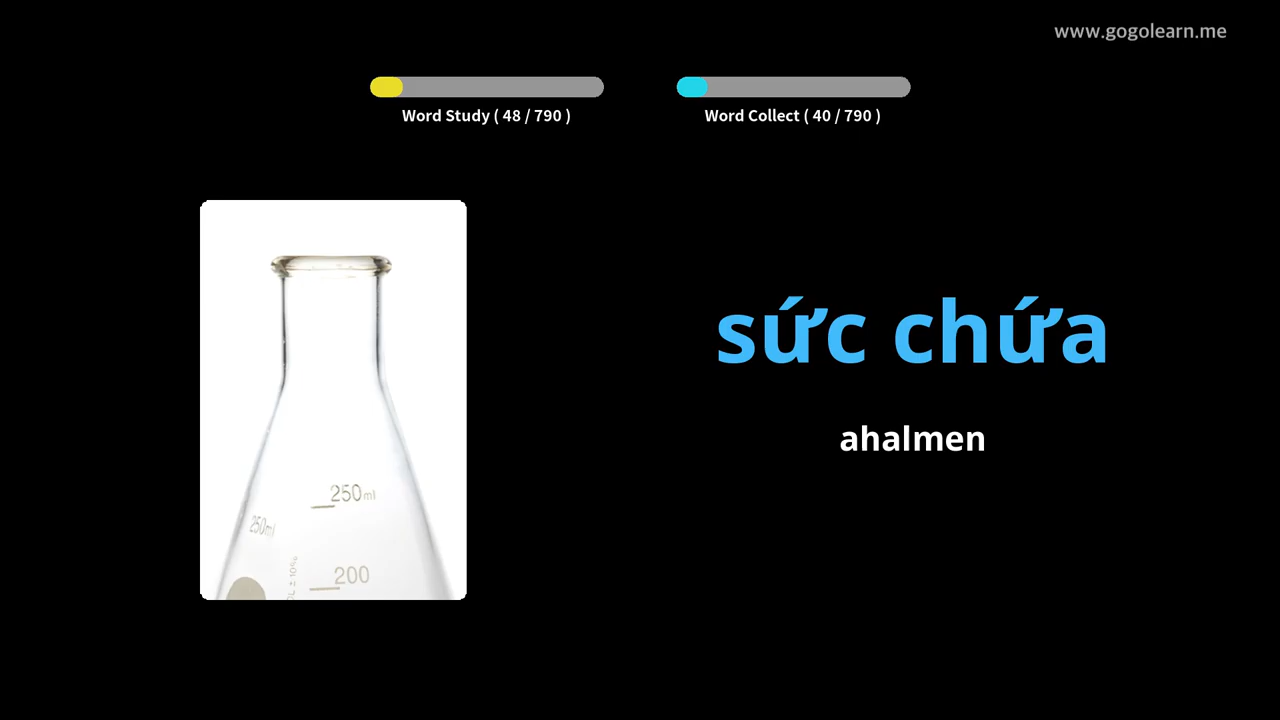 www.gogolearn.me
Word Study ( 48 / 790 )
Word Collect ( 40 / 790 )
sức chứa
ahalmen
250ml
250ml
200